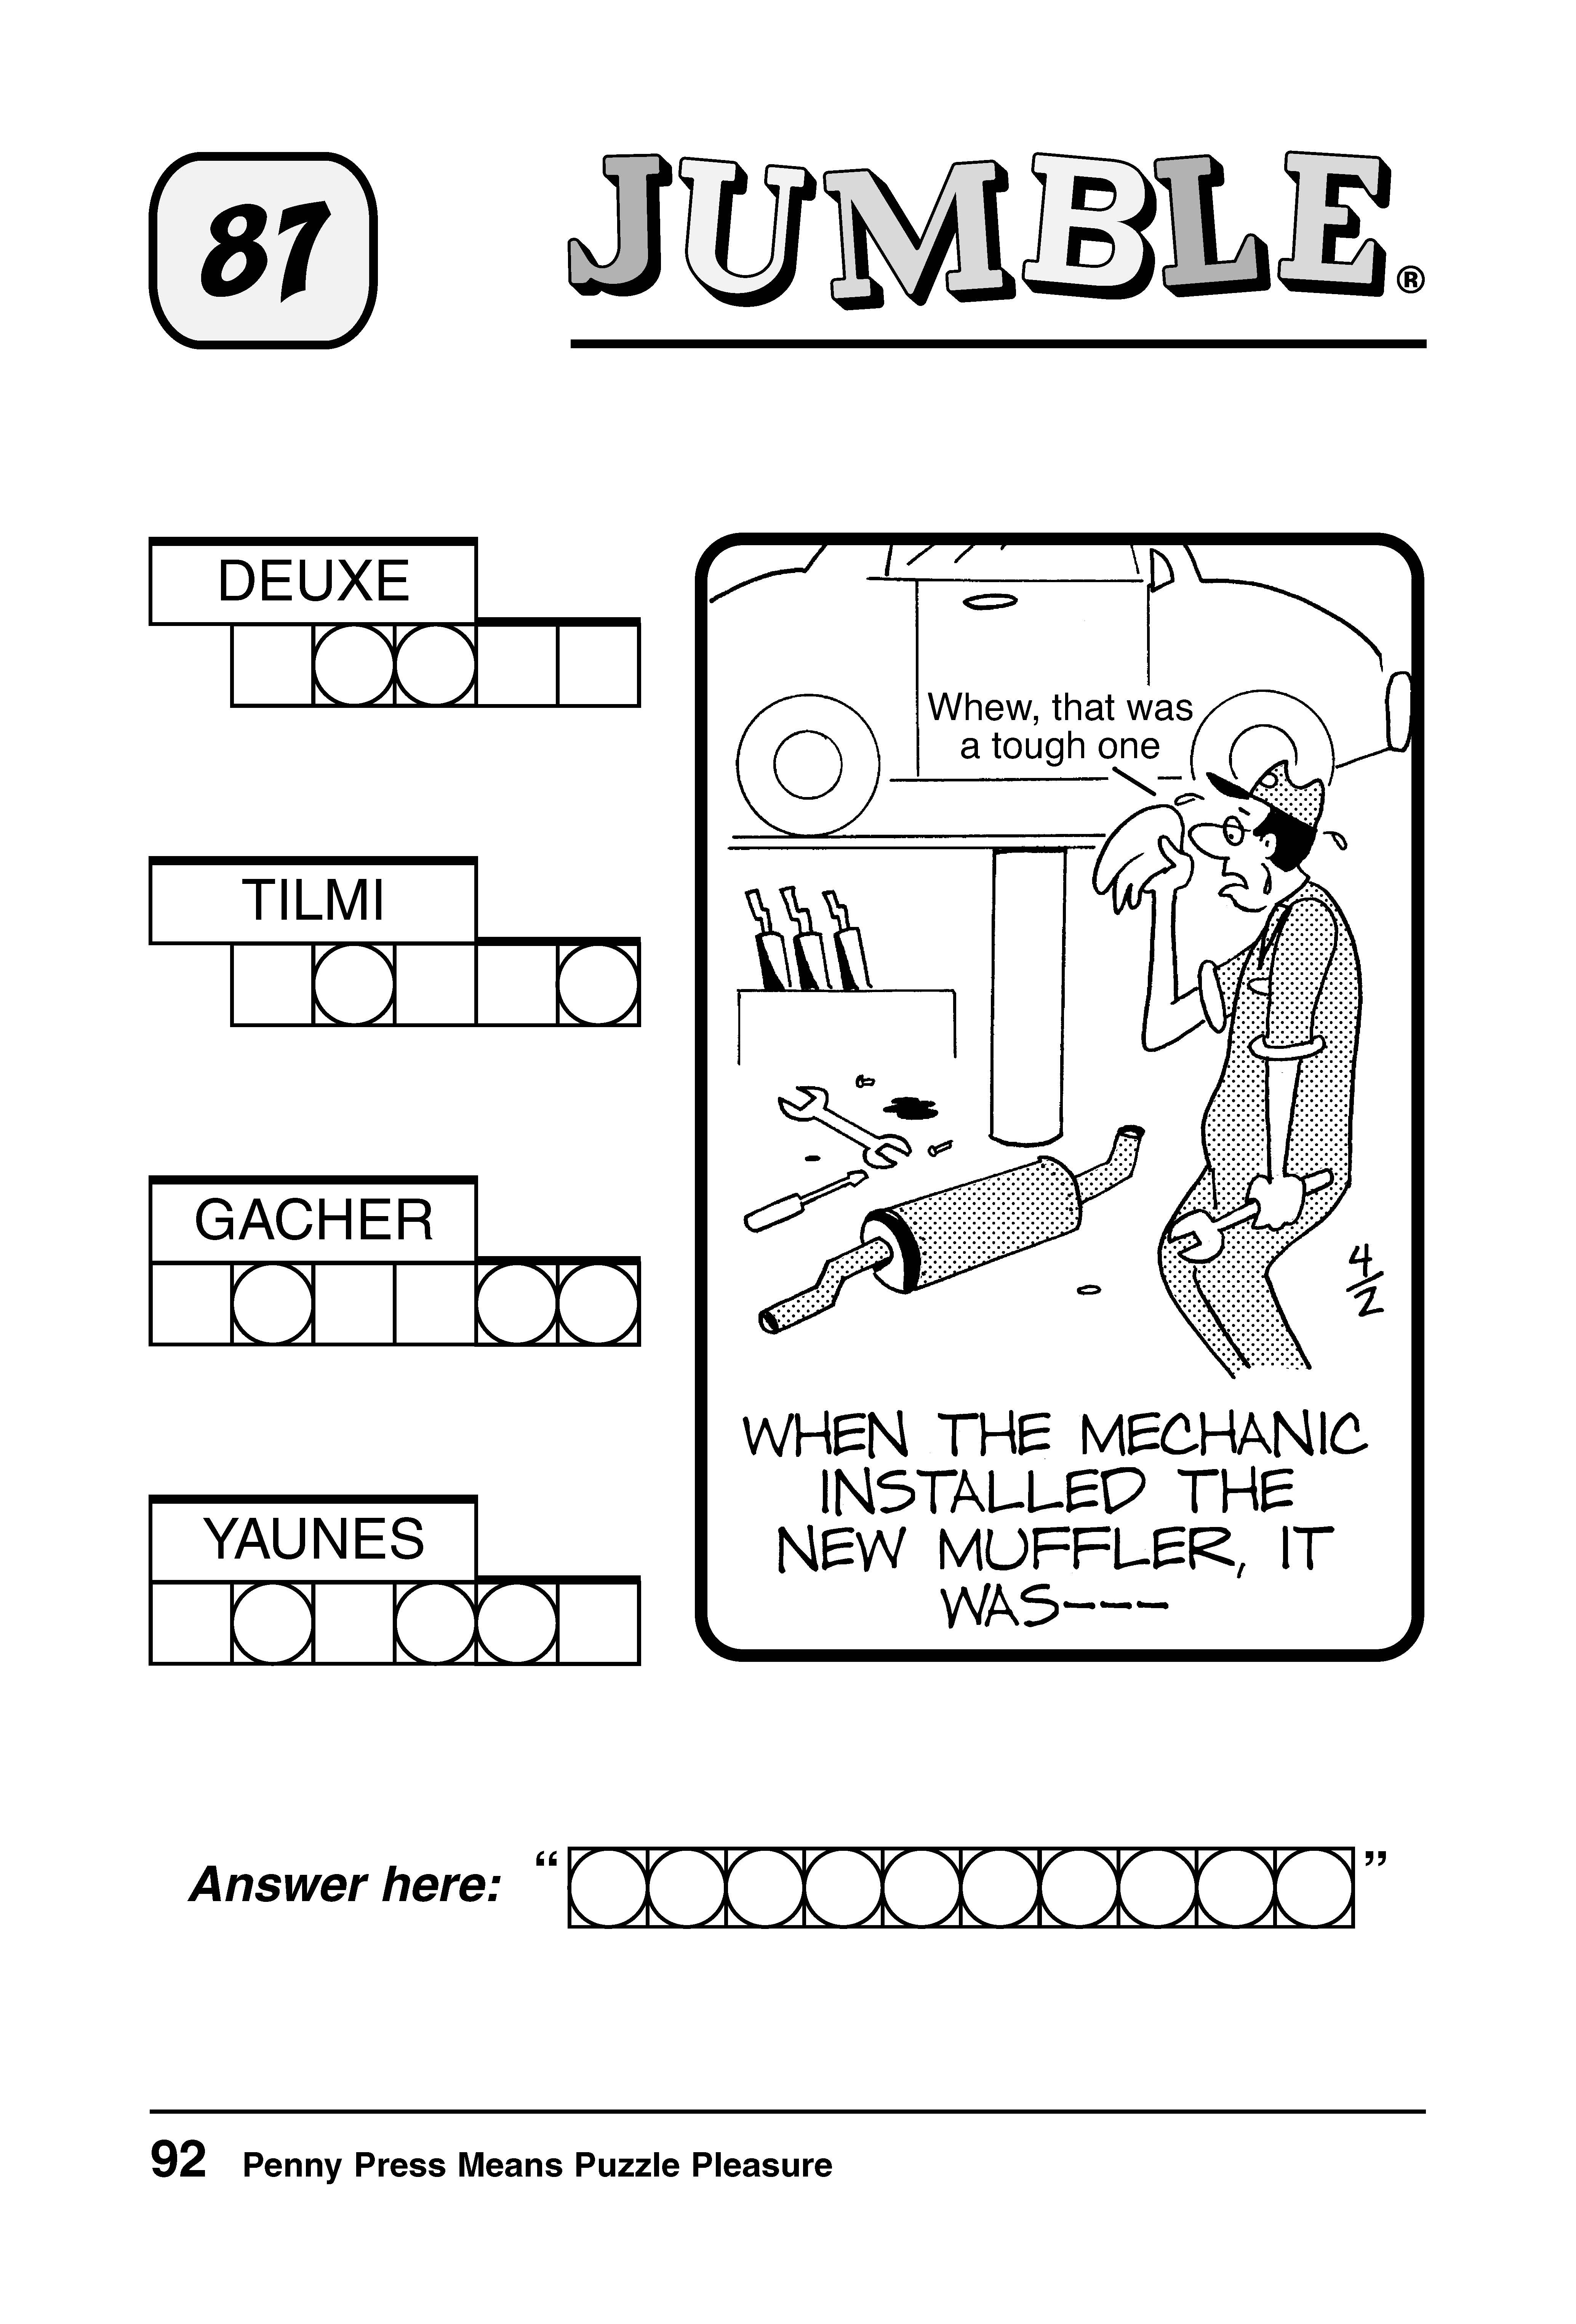 87
JUMBLE®
DEUXE
TILMI
GACHER
YAUNES
Whew, that was
a tough one
4/2
WHEN THE MECHANIC
INSTALLED THE
NEW MUFFLER, IT
WAS---
Answer here: “ ”
92 Penny Press Means Puzzle Pleasure